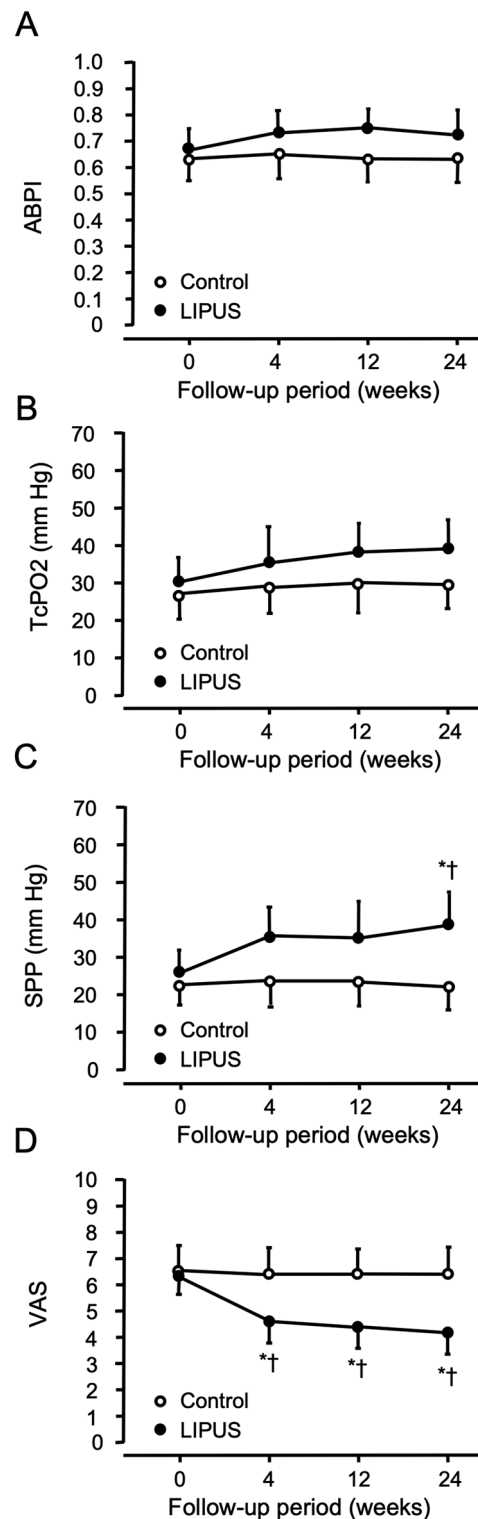 A
ABPI
1.0
0.9
0.8
0.7
0.6
0.5
0.4
0.3
0.2
0.1
0
Control
LIPUS
0 4 12 24
Follow-up period (weeks)
B
TcPO2 (mm Hg)
70
60
50
40
30
20
10
0
Control
LIPUS
0 4 12 24
Follow-up period (weeks)
C
SPP (mm Hg)
70
60
50
40
30
20
10
0
*†
Control
LIPUS
0 4 12 24
Follow-up period (weeks)
D
VAS
10
9
8
7
6
5
4
3
2
1
0
*† *† *†
Control
LIPUS
0 4 12 24
Follow-up period (weeks)